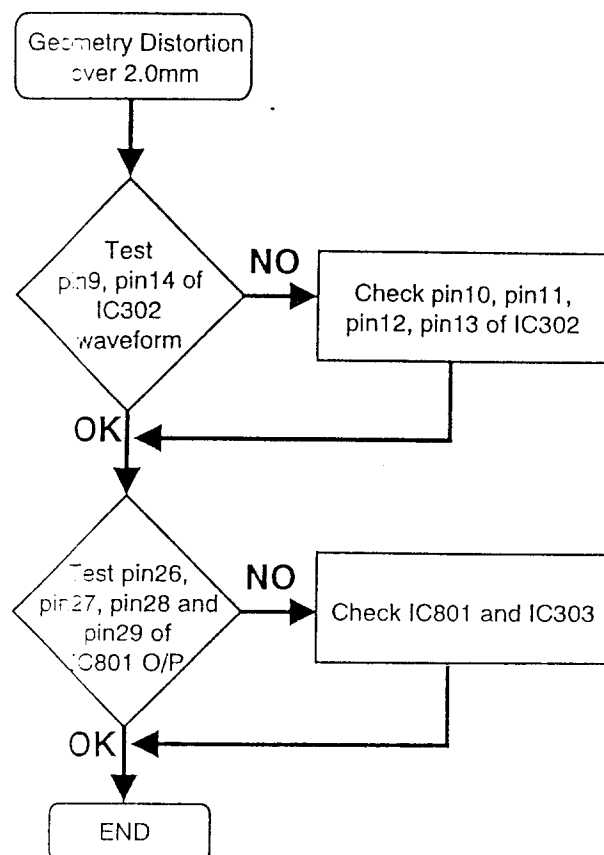 Geometry Distortion
over 2.0mm
Test
pin9, pin14 of
IC302
waveform
NO
Check pin10, pin11,
pin12, pin13 of IC302
OK
Test pin26,
pin27, pin28 and
pin29 of
IC801 O/P
NO
Check IC801 and IC303
OK
END